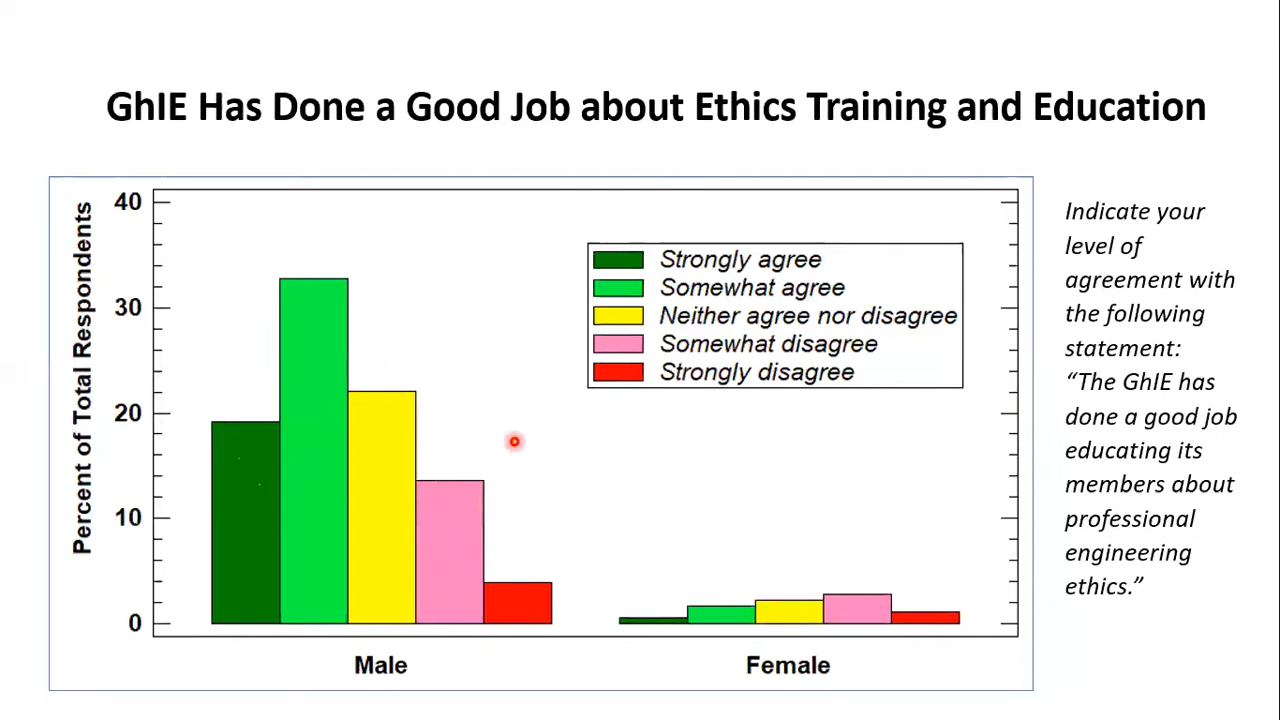 GhIE Has Done a Good Job about Ethics Training and Education
Percent of Total Respondents
40
30
20
10
0
Strongly agree
Somewhat agree
Neither agree nor disagree
Somewhat disagree
Strongly disagree
Male
Female
Indicate your
level of
agreement with
the following
statement:
“The GhIE has
done a good job
educating its
members about
professional
engineering
ethics.”